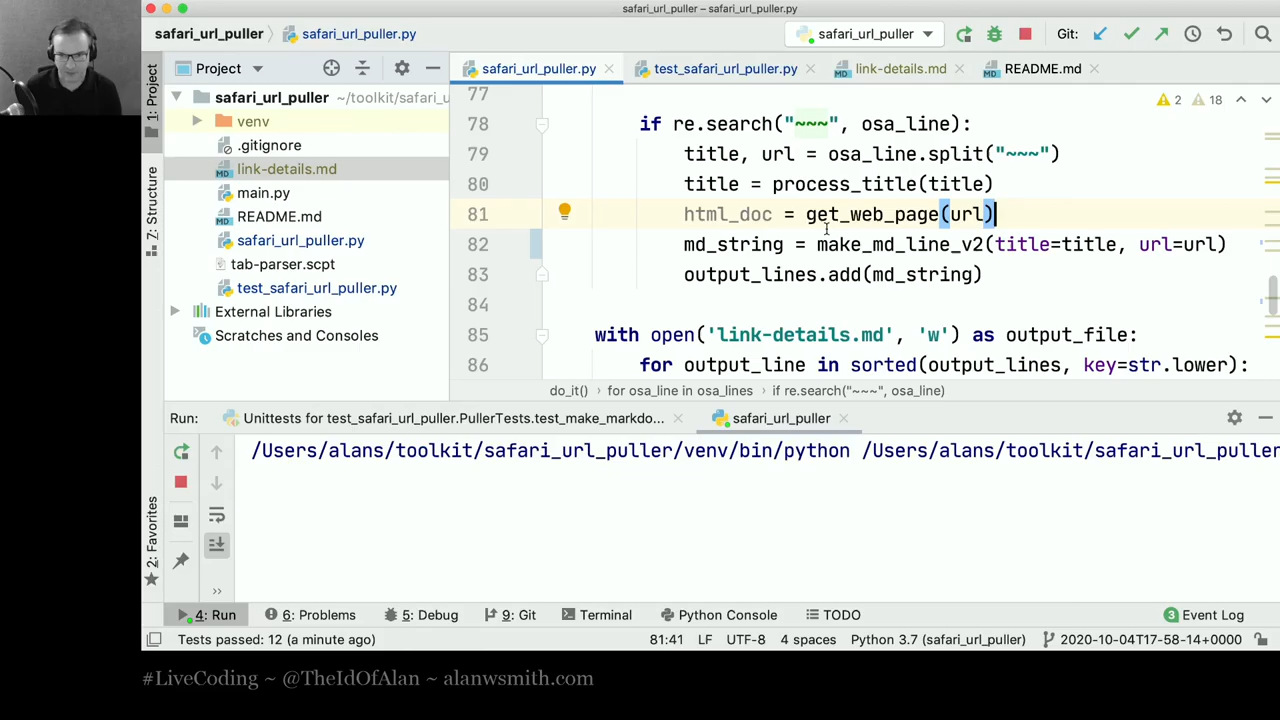 safari_url_puller – safari_url_puller.py
safari_url_puller safari_url_puller.py safari_url_puller Git:
1: Project
Project
safari_url_puller.py test_safari_url_puller.py link-details.md README.md
safari_url_puller ~/toolkit/safari_u
venv
.gitignore
link-details.md
main.py
README.md
safari_url_puller.py
tab-parser.scpt
test_safari_url_puller.py
External Libraries
Scratches and Consoles
Z: Structure
2: Favorites
2 18
77
78 if re.search("~~~", osa_line):
79 title, url = osa_line.split("~~~")
80 title = process_title(title)
81 html_doc = get_web_page(url)
82 md_string = make_md_line_v2(title=title, url=url)
83 output_lines.add(md_string)
84
85 with open('link-details.md', 'w') as output_file:
86 for output_line in sorted(output_lines, key=str.lower):
do_it() › for osa_line in osa_lines › if re.search("~~~", osa_line)
Run: Unittests for test_safari_url_puller.PullerTests.test_make_markdo... safari_url_puller
/Users/alans/toolkit/safari_url_puller/venv/bin/python /Users/alans/toolkit/safari_url_puller
4: Run 6: Problems 5: Debug 9: Git Terminal Python Console TODO 3 Event Log
Tests passed: 12 (a minute ago) 81:41 LF UTF-8 4 spaces Python 3.7 (safari_url_puller) 2020-10-04T17-58-14+0000
#LiveCoding ~ @TheIdOfAlan ~ alanwsmith.com